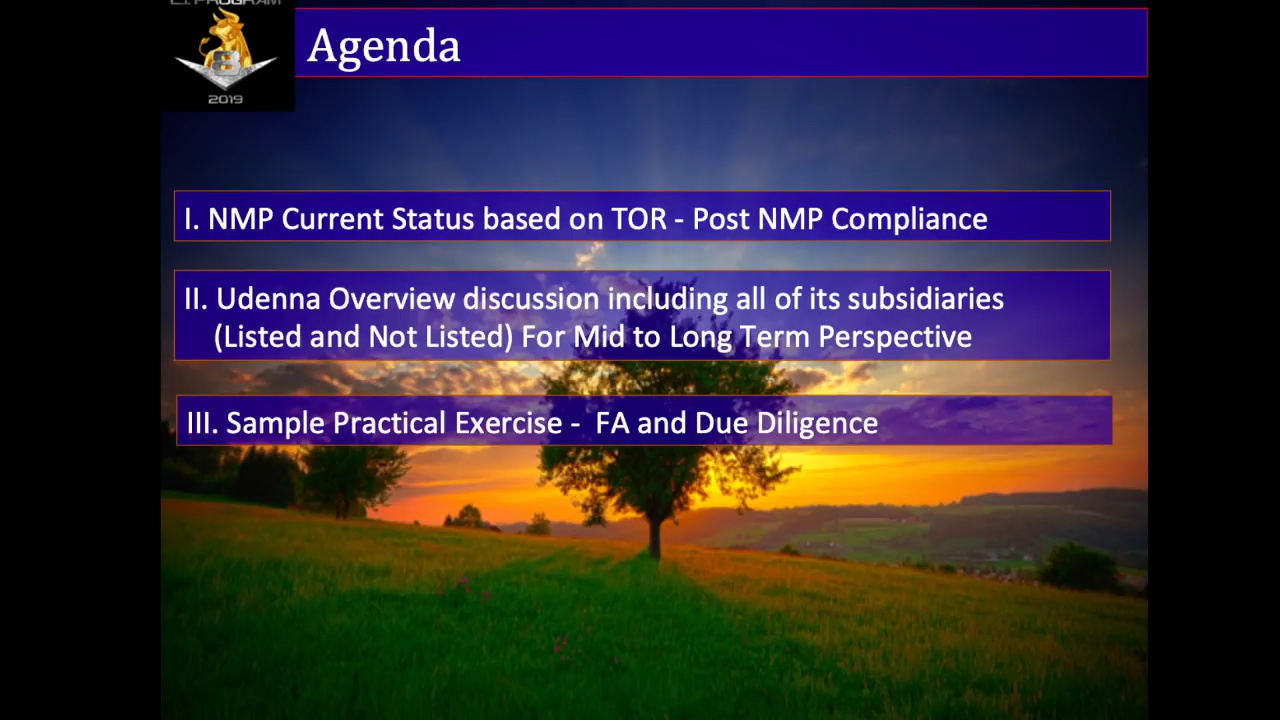 PROGRAM
8
2019
Agenda
I. NMP Current Status based on TOR - Post NMP Compliance
II. Udenna Overview discussion including all of its subsidiaries
(Listed and Not Listed) For Mid to Long Term Perspective
III. Sample Practical Exercise -  FA and Due Diligence